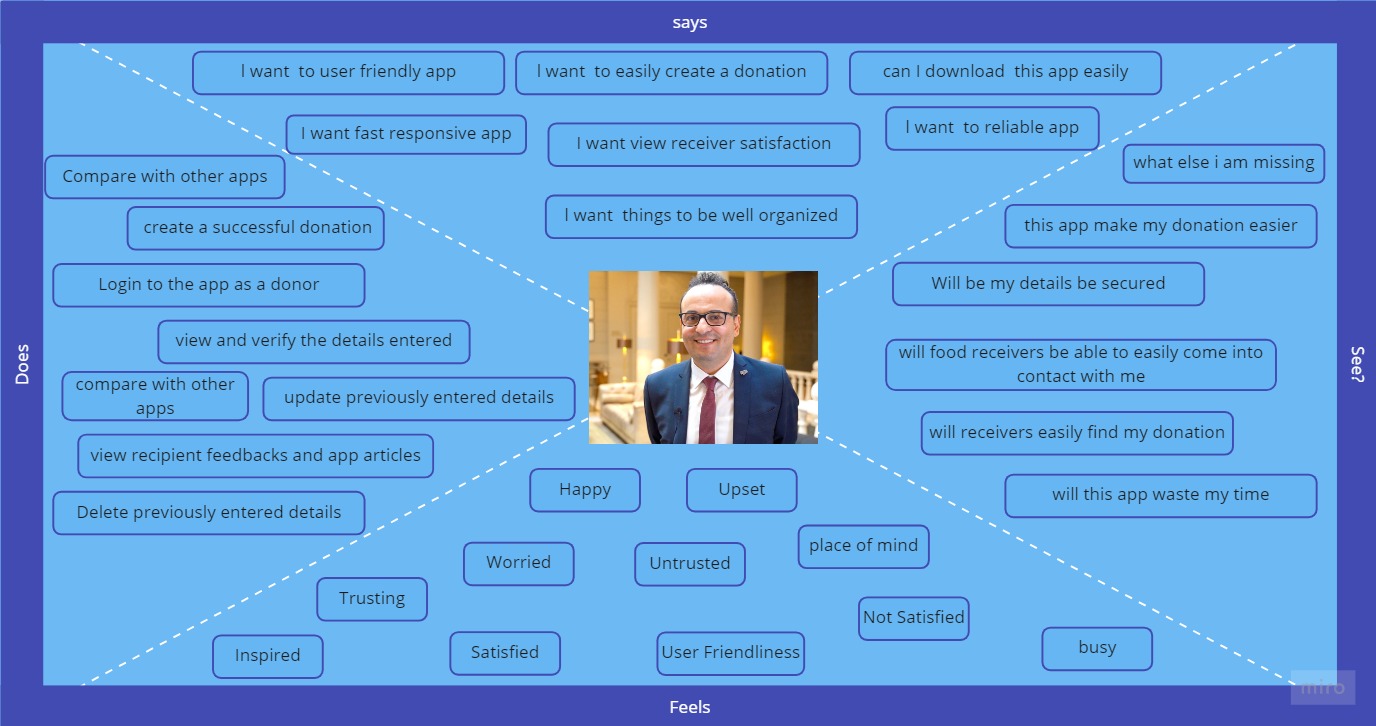 says
I want  to user friendly app
I want  to easily create a donation
can I download  this app easily
I want fast responsive app
I want view receiver satisfaction
I want  to reliable app
I want  things to be well organized
Does
Compare with other apps
create a successful donation
Login to the app as a donor
view and verify the details entered
compare with other
apps
update previously entered details
view recipient feedbacks and app articles
Delete previously entered details
See?
what else i am missing
this app make my donation easier
Will be my details be secured
will food receivers be able to easily come into
contact with me
will receivers easily find my donation
will this app waste my time
Happy
Upset
place of mind
Worried
Untrusted
Trusting
Not Satisfied
Inspired
Satisfied
User Friendliness
busy
Feels
miro